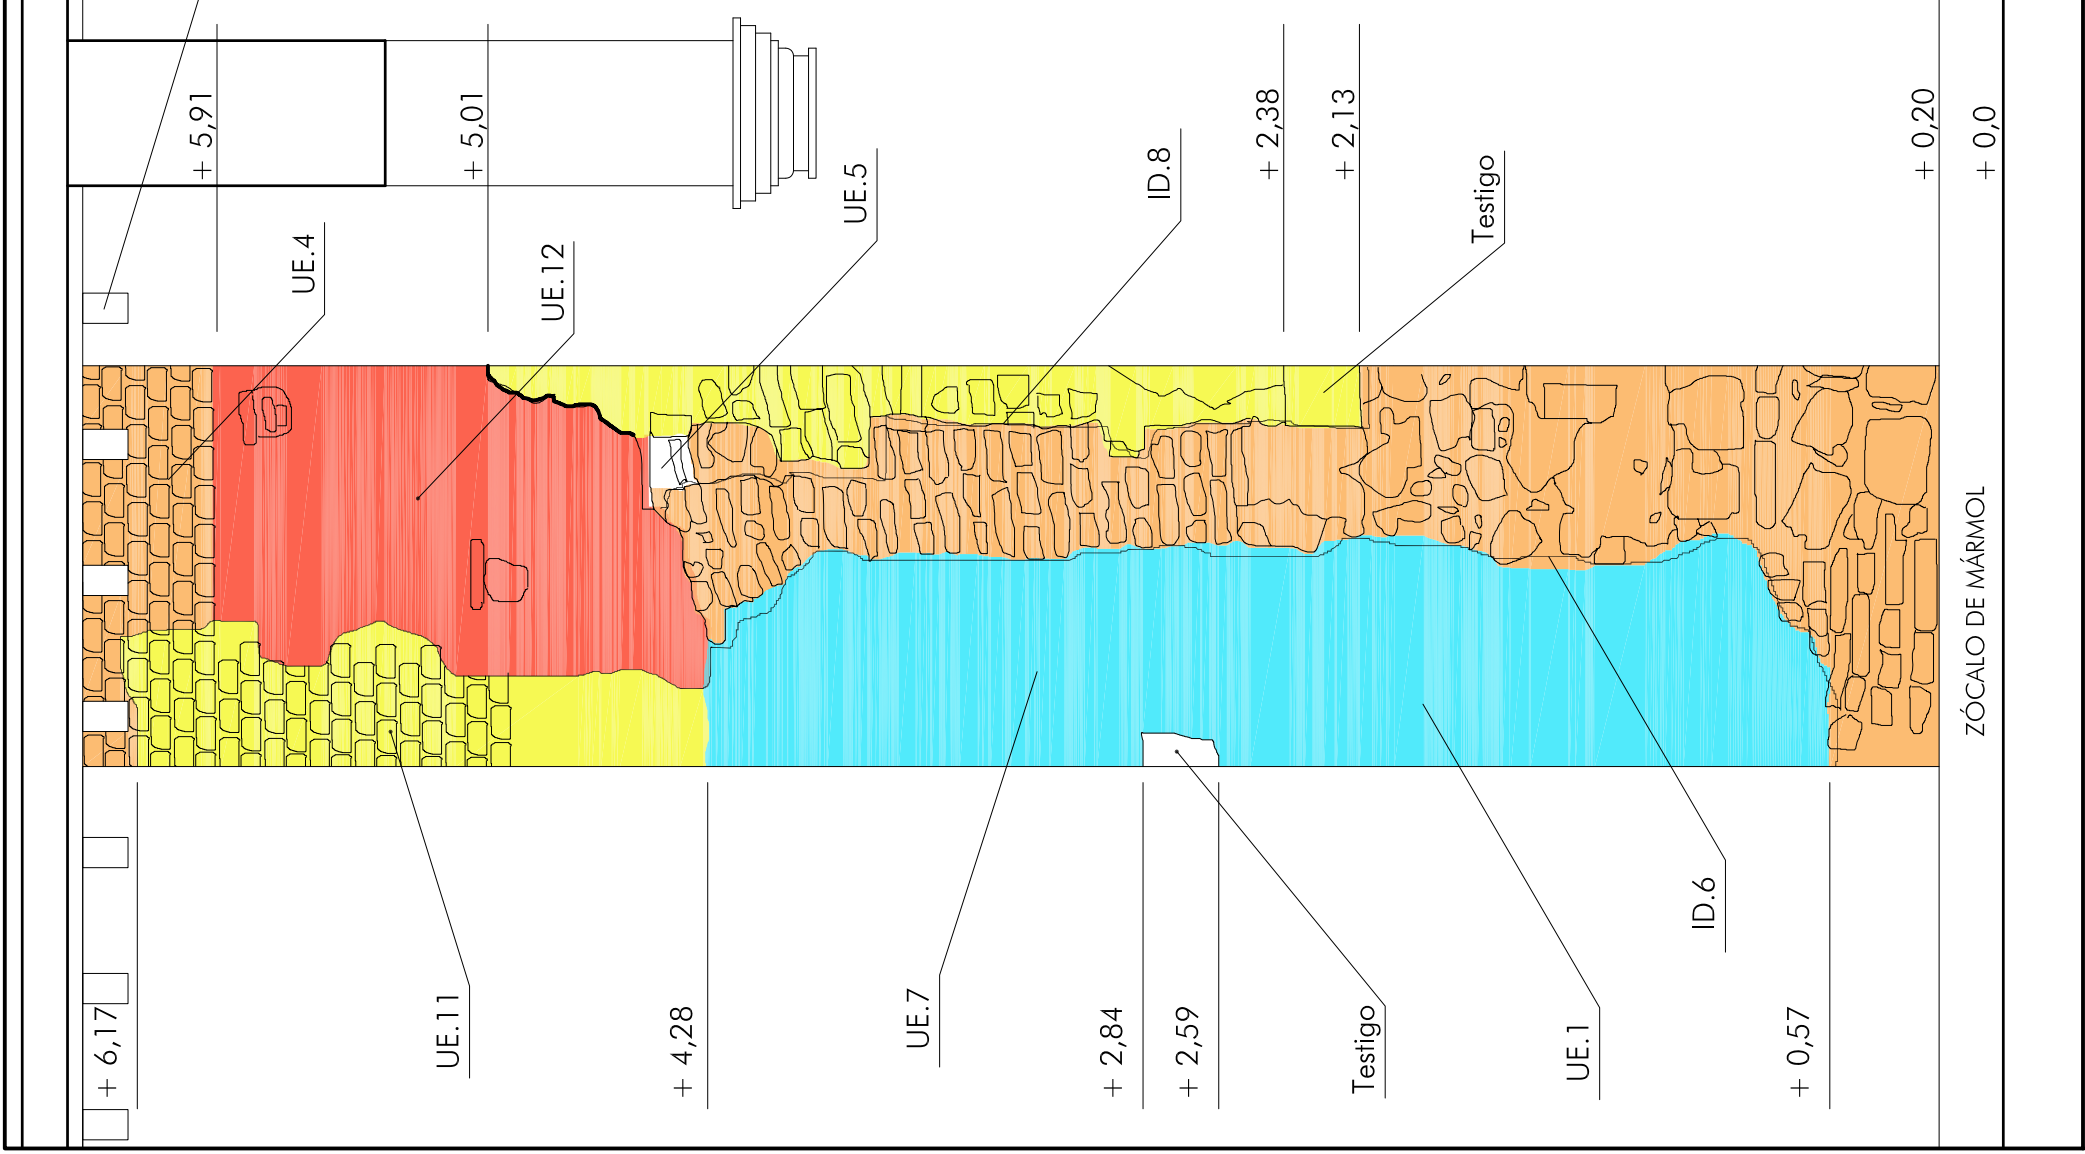 + 6,17
+ 5,91
UE.4
UE.11
+ 5,01
UE.12
+ 4,28
UE.5
UE.7
+ 2,84
ID.8
+ 2,59
+ 2,38
+ 2,13
Testigo
Testigo
UE.1
ID.6
+ 0,57
+ 0,20
ZÓCALO DE MÁRMOL
+ 0,0